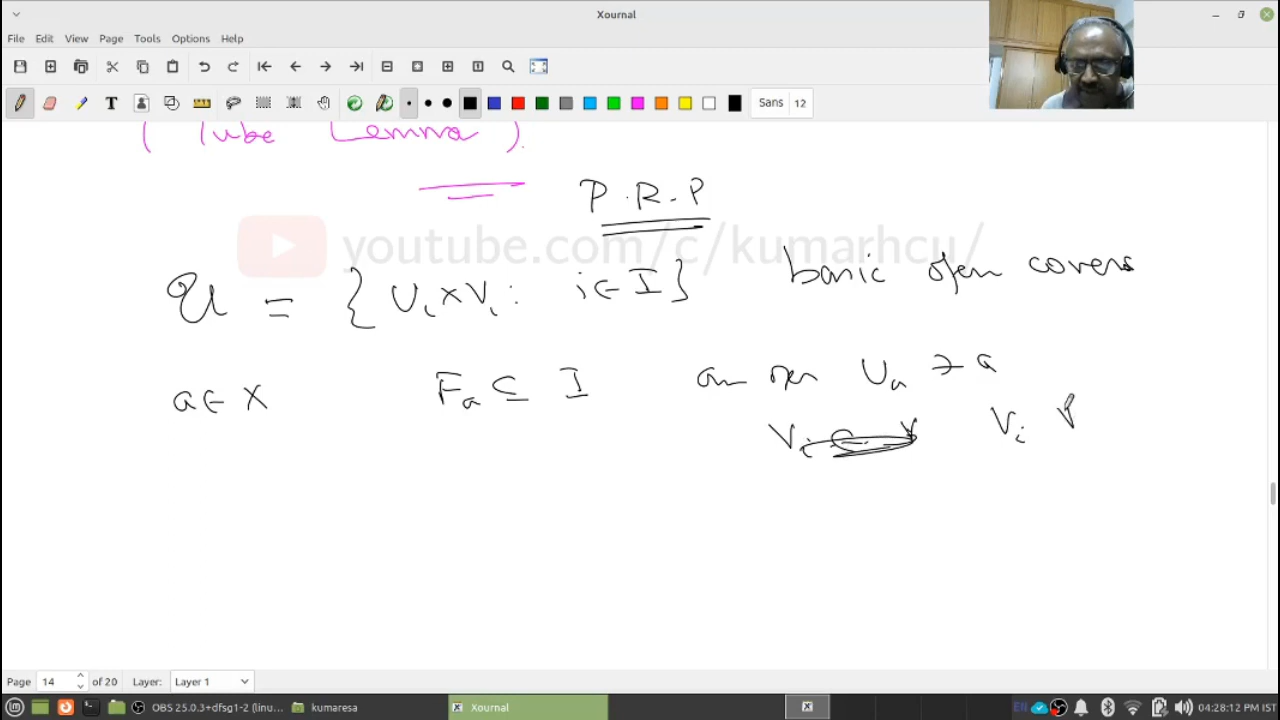 Xournal
File Edit View Page Tools Options Help
Sans 12
( Tube Lemma ).
P.R.P
youtube.com/c/kumarhcu/
𝒰 = { Uᵢ × Vᵢ : i ∈ I } basic open covers
a ∈ X Fₐ ⊆ I an open Uₐ ∋ a
Vᵢ
Page 14 of 20 Layer: Layer 1
OBS 25.0.3+dfsg1-2 (linu... kumaresa Xournal EN 04:28:12 PM IST